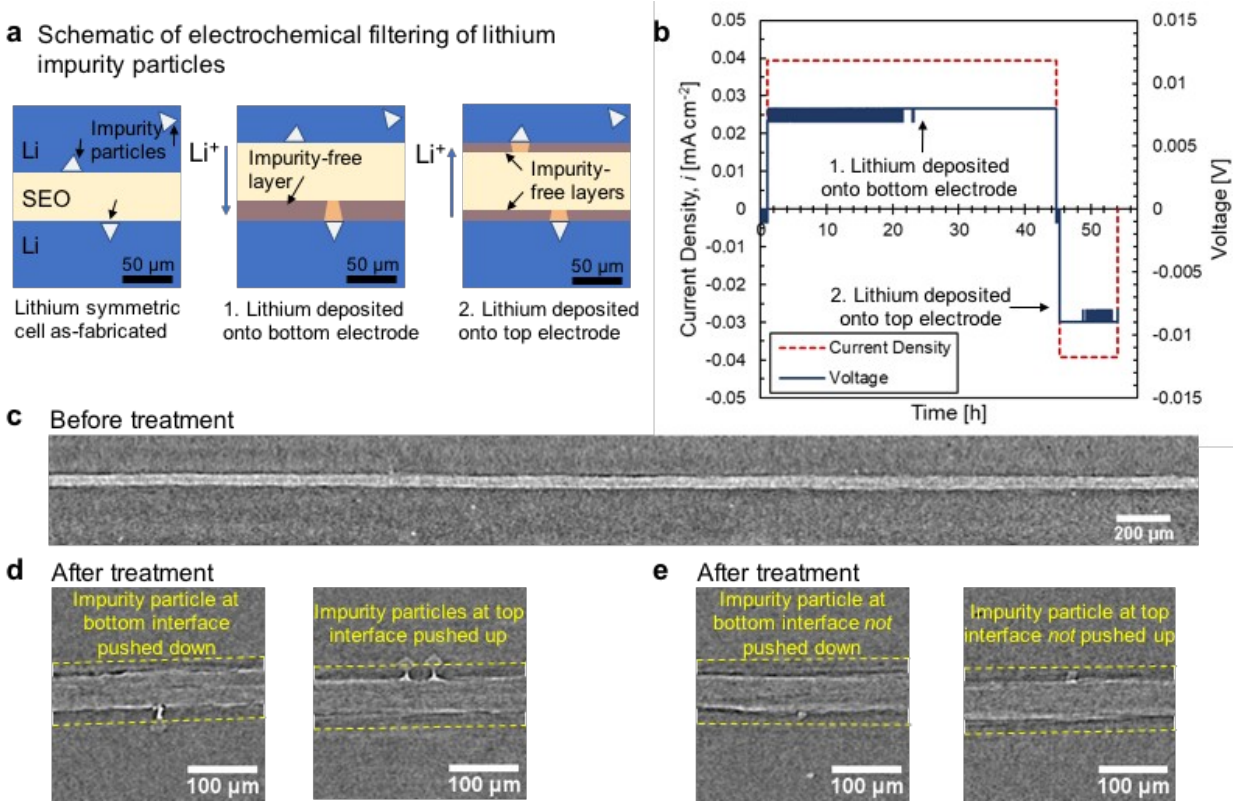 a Schematic of electrochemical filtering of lithium
impurity particles
Li
Impurity
particles
SEO
Li
50 µm
Lithium symmetric
cell as-fabricated
Li⁺
Impurity-free
layer
50 µm
1. Lithium deposited
onto bottom electrode
Li⁺
Impurity-
free layers
50 µm
2. Lithium deposited
onto top electrode
b
Current Density, i [mA cm⁻²]
0.05
0.04
0.03
0.02
0.01
0
-0.01
-0.02
-0.03
-0.04
-0.05
0 10 20 30 40 50
Time [h]
0.015
0.010
0.005
0
-0.005
-0.010
-0.015
Voltage [V]
1. Lithium deposited
onto bottom electrode
2. Lithium deposited
onto top electrode
Current Density
Voltage
c Before treatment
200 µm
d After treatment
Impurity particle at
bottom interface
pushed down
100 µm
Impurity particles at top
interface pushed up
100 µm
e After treatment
Impurity particle at
bottom interface not
pushed down
100 µm
Impurity particle at top
interface not pushed up
100 µm